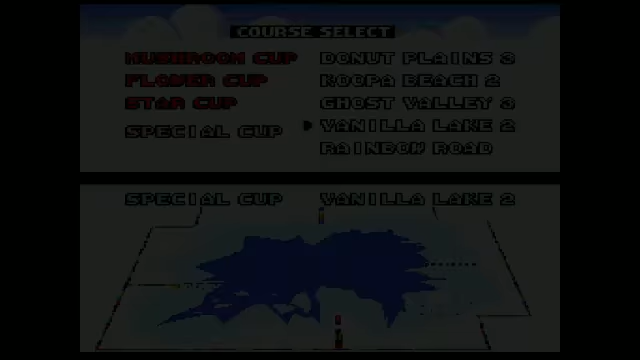 COURSE SELECT
MUSHROOM CUP DONUT PLAINS 3
FLOWER CUP KOOPA BEACH 2
STAR CUP GHOST VALLEY 3
SPECIAL CUP VANILLA LAKE 2
RAINBOW ROAD
SPECIAL CUP VANILLA LAKE 2